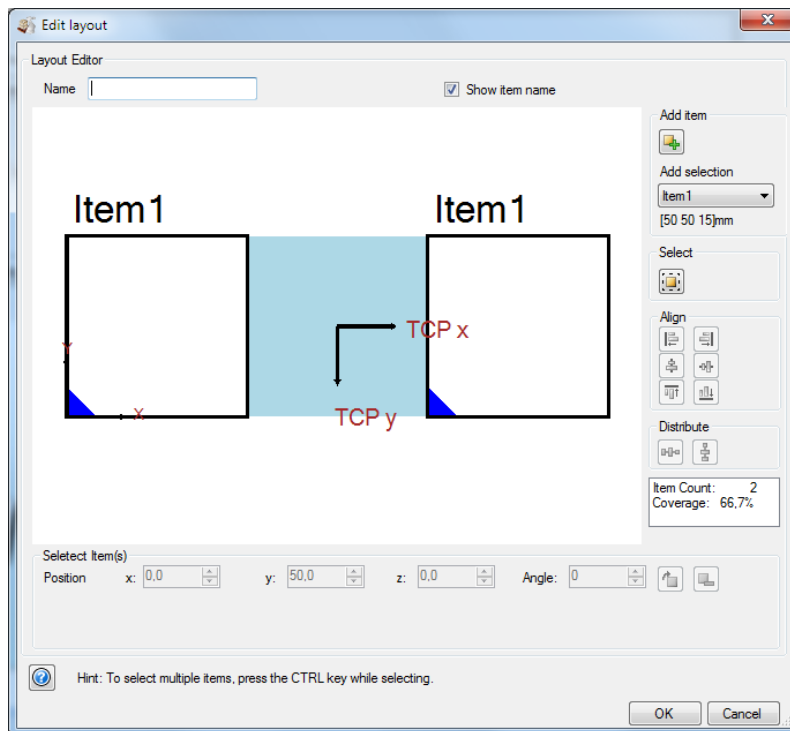 Edit layout
Layout Editor
Name
Show item name
Add item
Add selection
Item1
[50 50 15]mm
Select
Align
Distribute
Item Count: 2
Coverage: 66,7%
Item1 Item1
Y
X
TCP x
TCP y
Seletect Item(s)
Position x: 0,0 y: 50,0 z: 0,0 Angle: 0
Hint: To select multiple items, press the CTRL key while selecting.
OK Cancel